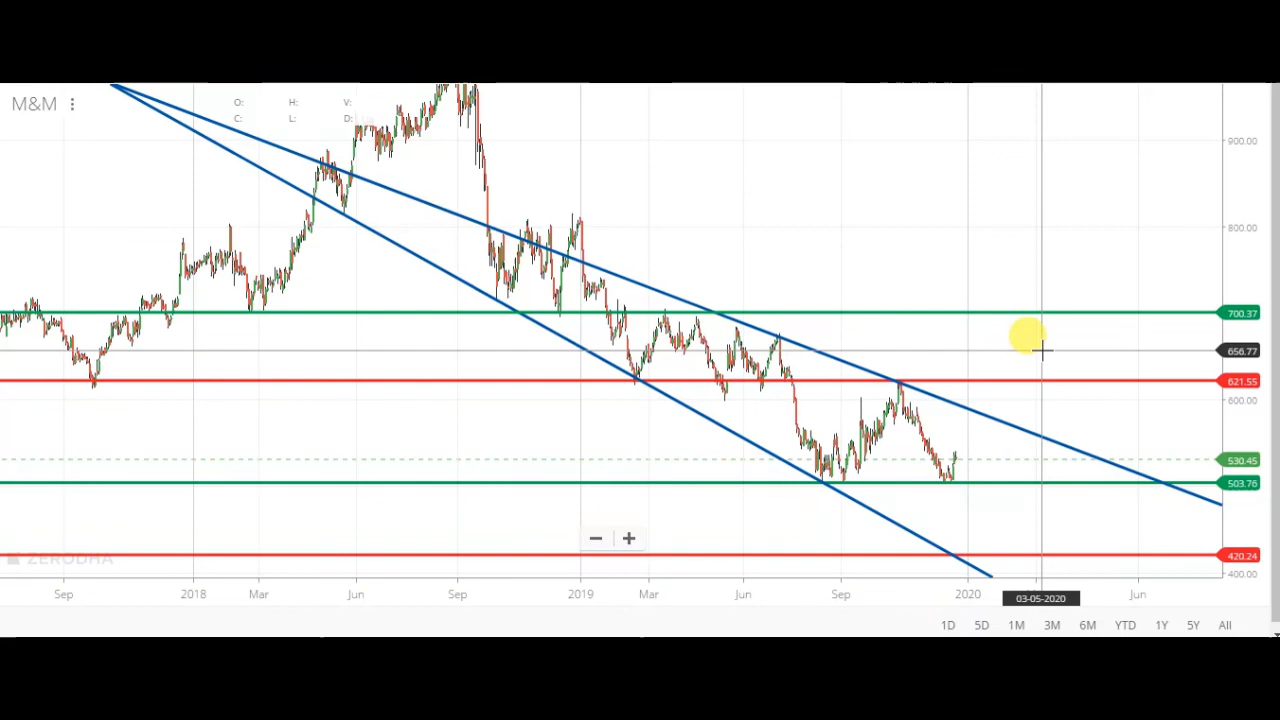 M&M
O: H: V:
C: L: D:
900.00
800.00
700.37
656.77
621.55
600.00
530.45
503.76
ZERODHA
420.24
400.00
Sep 2018 Mar Jun Sep 2019 Mar Jun Sep 2020 Jun
03-05-2020
1D 5D 1M 3M 6M YTD 1Y 5Y All